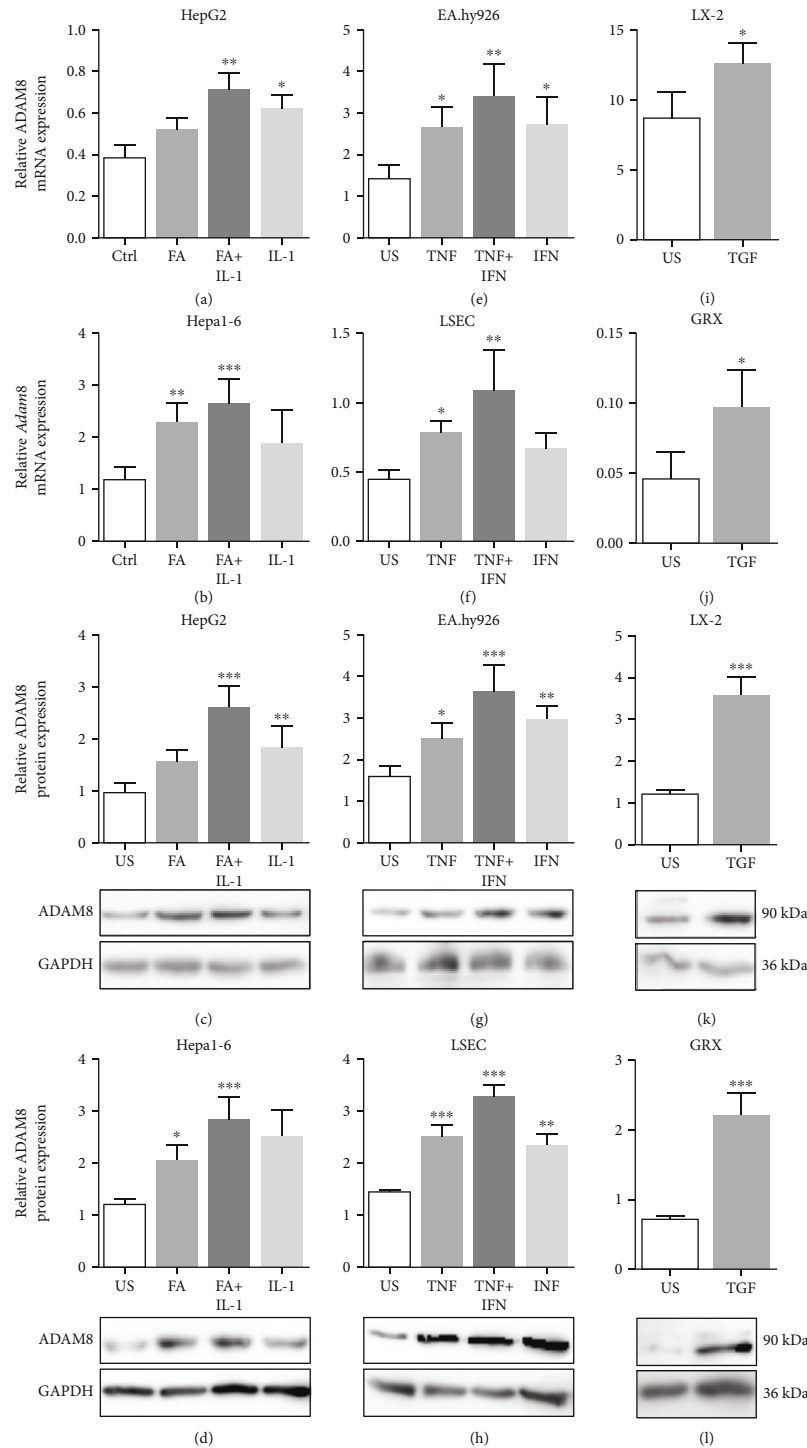 HepG2
Relative ADAM8
mRNA expression
0.0
0.2
0.4
0.6
0.8
1.0
**
*
Ctrl FA FA+ IL-1
IL-1
(a)
EA.hy926
0
1
2
3
4
5
*
**
*
US TNF TNF+ IFN
IFN
(e)
LX-2
0
5
10
15
*
US TGF
(i)
Hepa1-6
Relative Adam8
mRNA expression
0
1
2
3
4
**
***
Ctrl FA FA+ IL-1
IL-1
(b)
LSEC
0.0
0.5
1.0
1.5
*
**
US TNF TNF+ IFN
IFN
(f)
GRX
0.00
0.05
0.10
0.15
*
US TGF
(j)
HepG2
Relative ADAM8
protein expression
0
1
2
3
4
***
**
US FA FA+ IL-1
IL-1
ADAM8
GAPDH
(c)
EA.hy926
0
1
2
3
4
5
*
***
**
US TNF TNF+ IFN
IFN
(g)
LX-2
0
1
2
3
4
5
***
US TGF
90 kDa
36 kDa
(k)
Hepa1-6
Relative ADAM8
protein expression
0
1
2
3
4
*
***
US FA FA+ IL-1
IL-1
ADAM8
GAPDH
(d)
LSEC
0
1
2
3
4
***
***
**
US TNF TNF+ INF
IFN
(h)
GRX
0
1
2
3
***
US TGF
90 kDa
36 kDa
(l)